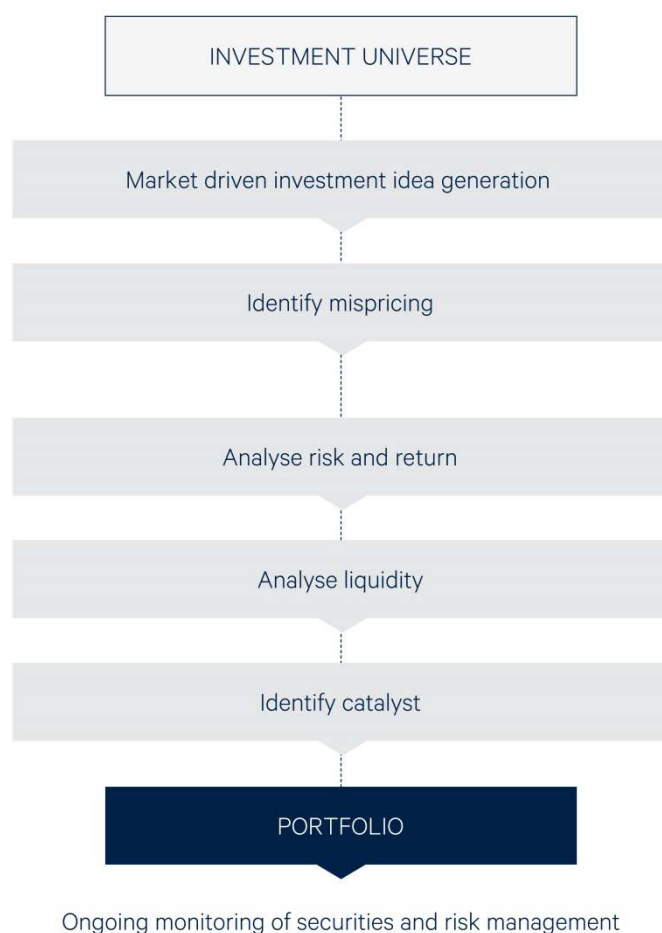 INVESTMENT UNIVERSE
Market driven investment idea generation
Identify mispricing
Analyse risk and return
Analyse liquidity
Identify catalyst
PORTFOLIO
Ongoing monitoring of securities and risk management